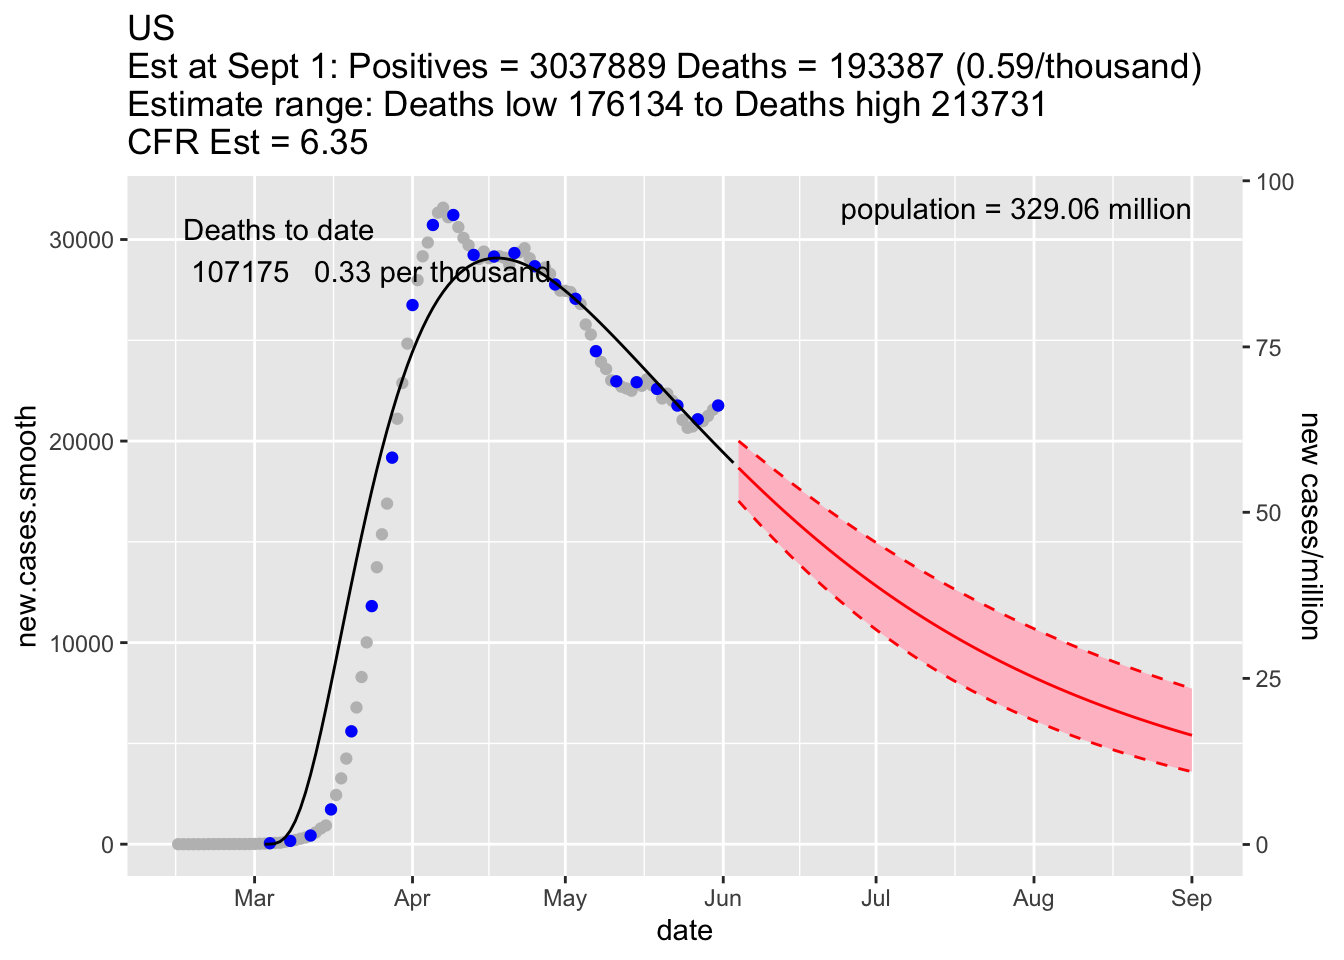 US
Est at Sept 1: Positives = 3037889 Deaths = 193387 (0.59/thousand)
Estimate range: Deaths low 176134 to Deaths high 213731
CFR Est = 6.35
Deaths to date
107175 0.33 per thousand
population = 329.06 million
new.cases.smooth
30000
20000
10000
0
100
75
50
25
0
new cases/million
Mar Apr May Jun Jul Aug Sep
date